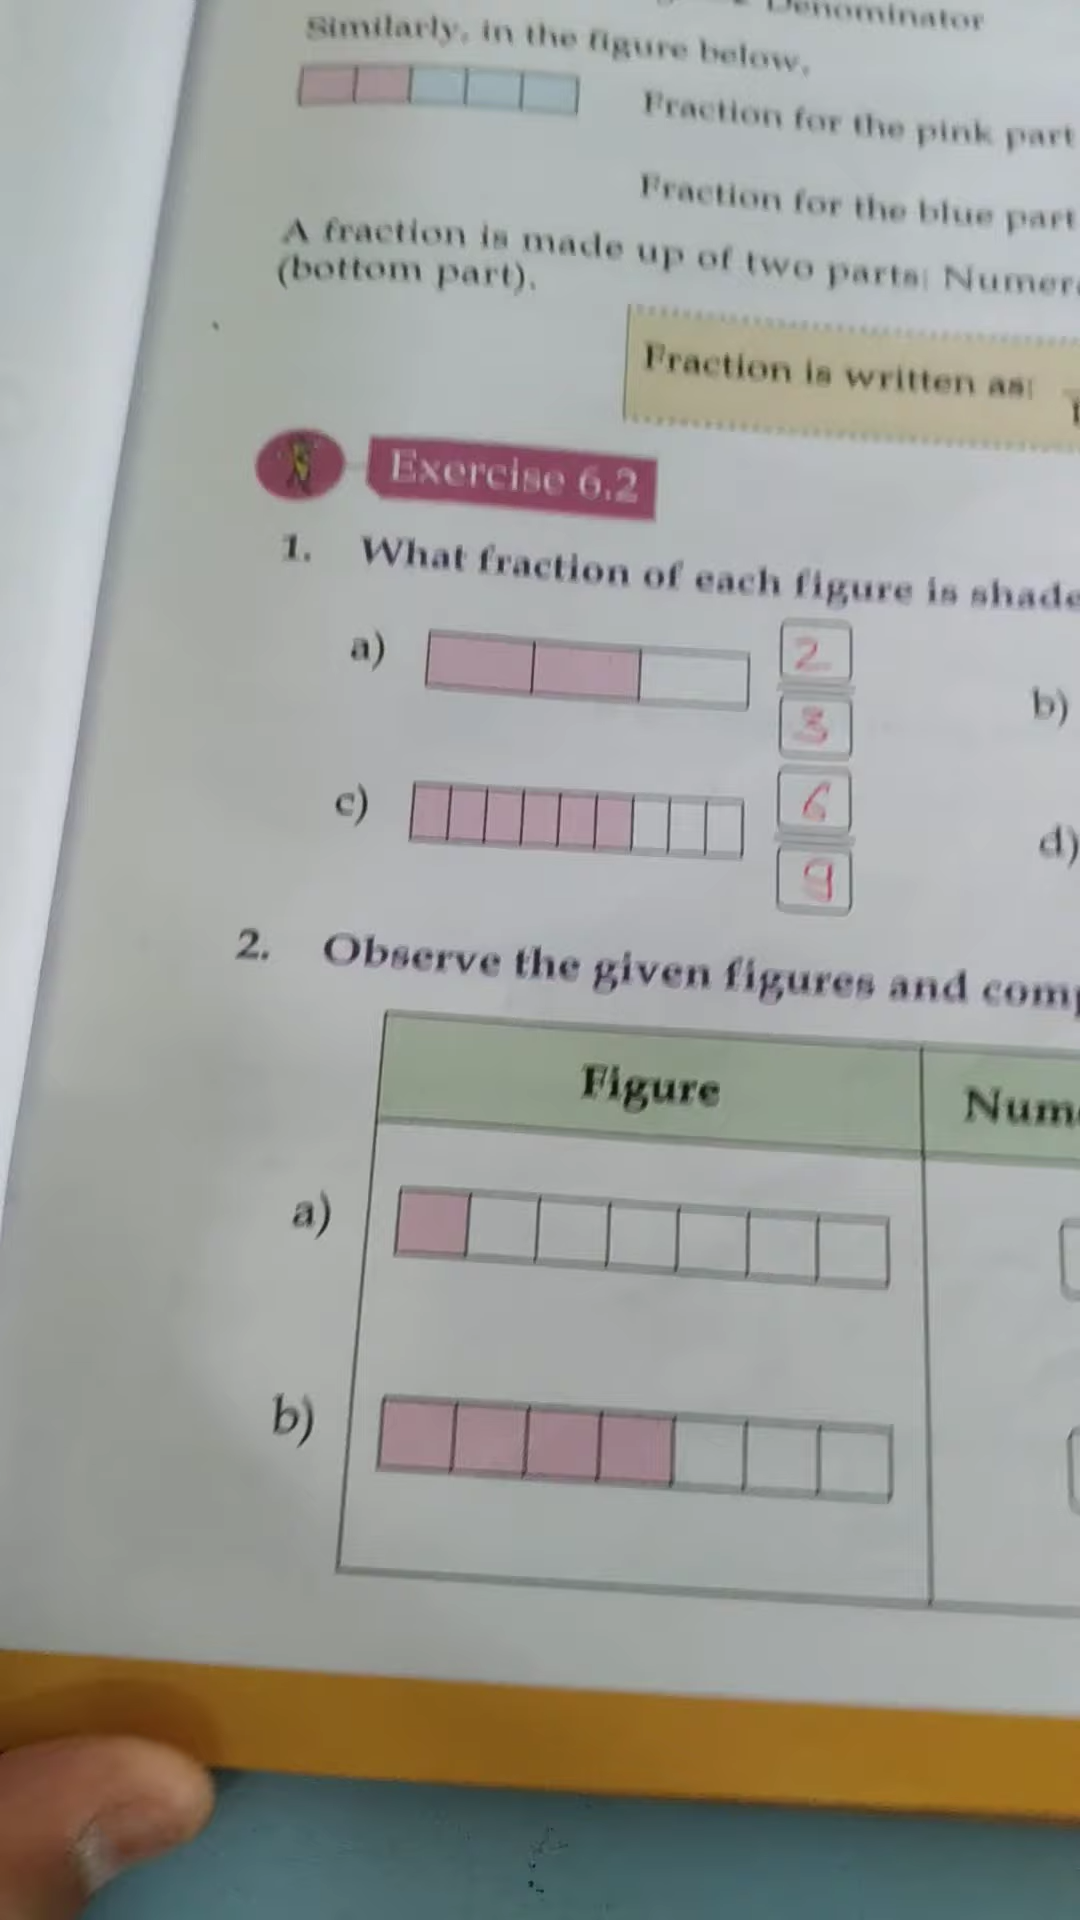 Denominator
Similarly, in the figure below,
Fraction for the pink part
Fraction for the blue part
A fraction is made up of two parts: Numer
(bottom part).
Fraction is written as:
Exercise 6.2
1. What fraction of each figure is shade
a) 2
3
b)
c) 6
9
d)
2. Observe the given figures and comp
Figure Nume
a)
b)